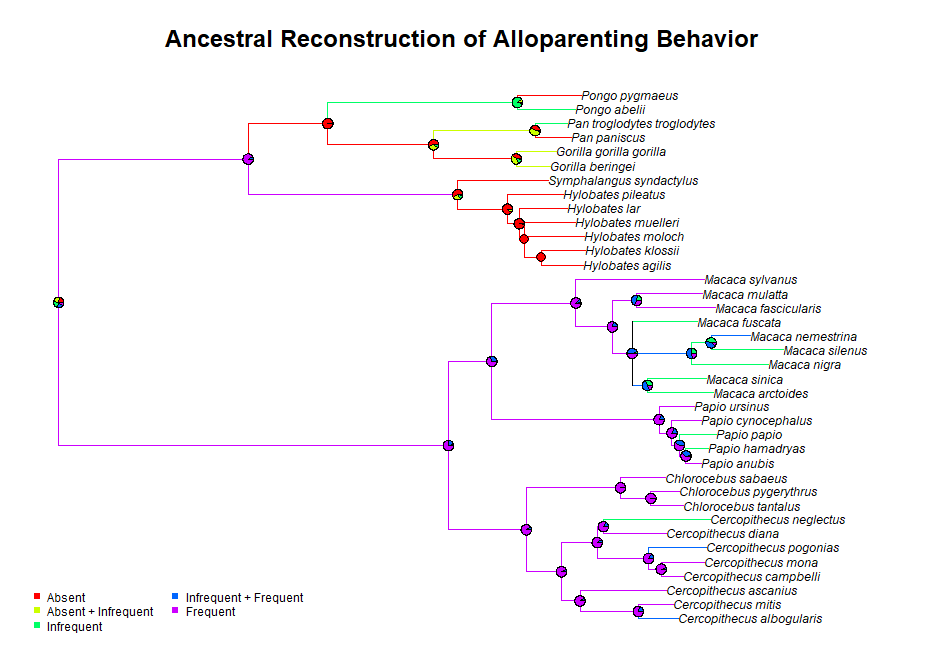 Ancestral Reconstruction of Alloparenting Behavior
Pongo pygmaeus
Pongo abelii
Pan troglodytes troglodytes
Pan paniscus
Gorilla gorilla gorilla
Gorilla beringei
Symphalangus syndactylus
Hylobates pileatus
Hylobates lar
Hylobates muelleri
Hylobates moloch
Hylobates klossii
Hylobates agilis
Macaca sylvanus
Macaca mulatta
Macaca fascicularis
Macaca fuscata
Macaca nemestrina
Macaca silenus
Macaca nigra
Macaca sinica
Macaca arctoides
Papio ursinus
Papio cynocephalus
Papio papio
Papio hamadryas
Papio anubis
Chlorocebus sabaeus
Chlorocebus pygerythrus
Chlorocebus tantalus
Cercopithecus neglectus
Cercopithecus diana
Cercopithecus pogonias
Cercopithecus mona
Cercopithecus campbelli
Cercopithecus ascanius
Cercopithecus mitis
Cercopithecus albogularis
Absent
Absent + Infrequent
Infrequent
Infrequent + Frequent
Frequent